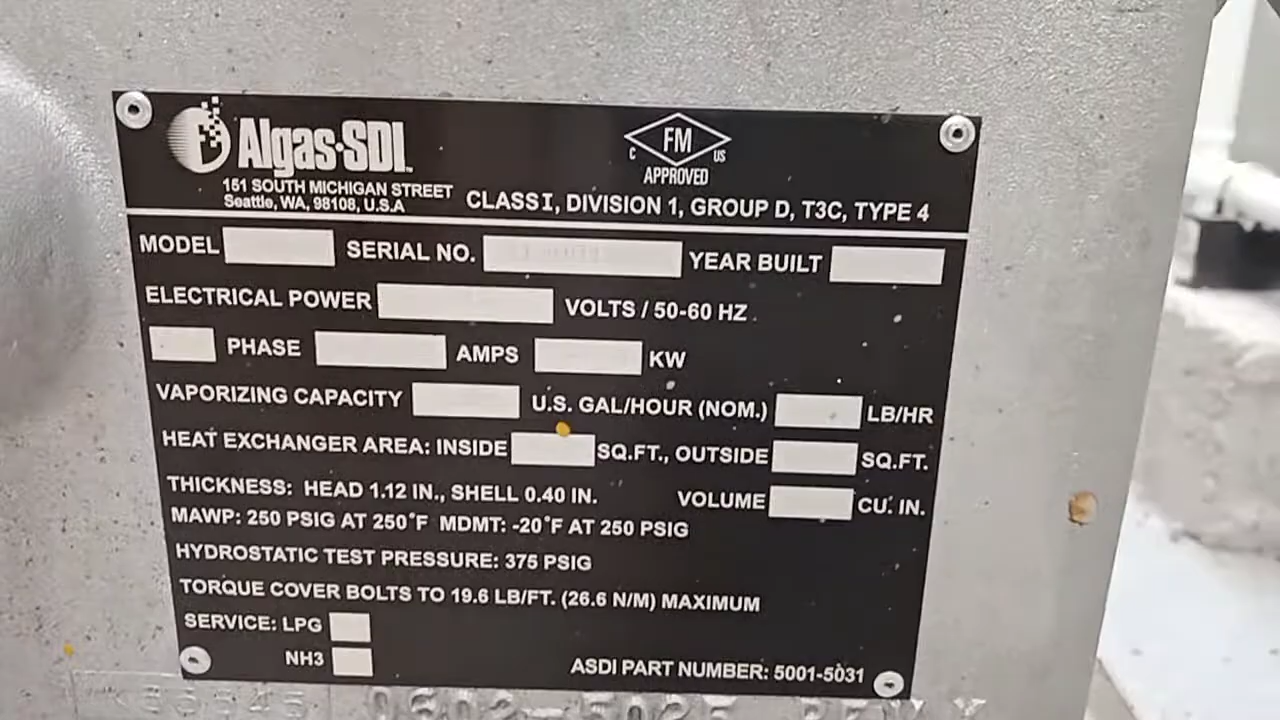 Algas·SDI
151 SOUTH MICHIGAN STREET
Seattle, WA, 98108, U.S.A
C FM US
APPROVED
CLASS I, DIVISION 1, GROUP D, T3C, TYPE 4
MODEL SERIAL NO. YEAR BUILT
ELECTRICAL POWER VOLTS / 50-60 HZ
PHASE AMPS KW
VAPORIZING CAPACITY U.S. GAL/HOUR (NOM.) LB/HR
HEAT EXCHANGER AREA: INSIDE SQ.FT., OUTSIDE SQ.FT.
THICKNESS: HEAD 1.12 IN., SHELL 0.40 IN. VOLUME CU. IN.
MAWP: 250 PSIG AT 250°F MDMT: -20°F AT 250 PSIG
HYDROSTATIC TEST PRESSURE: 375 PSIG
TORQUE COVER BOLTS TO 19.6 LB/FT. (26.6 N/M) MAXIMUM
SERVICE: LPG
NH3
ASDI PART NUMBER: 5001-5031